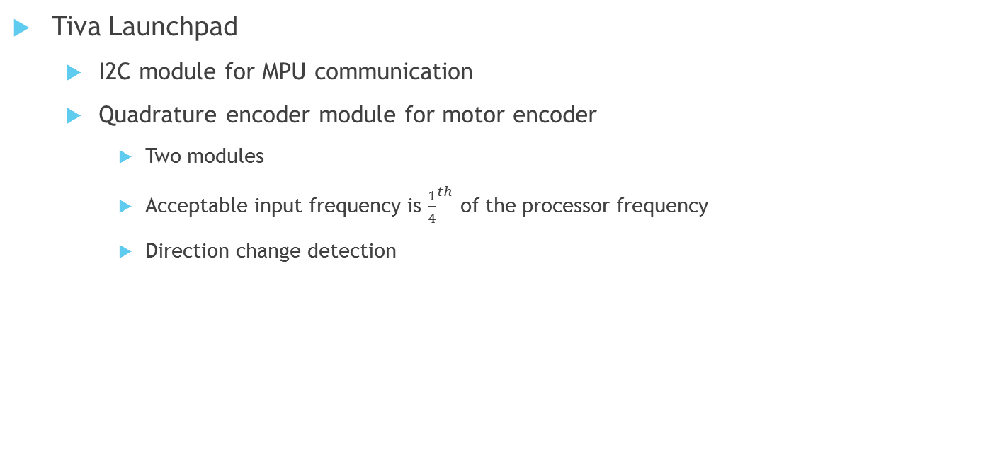 Tiva Launchpad
I2C module for MPU communication
Quadrature encoder module for motor encoder
Two modules
Acceptable input frequency is 1/4 th of the processor frequency
Direction change detection